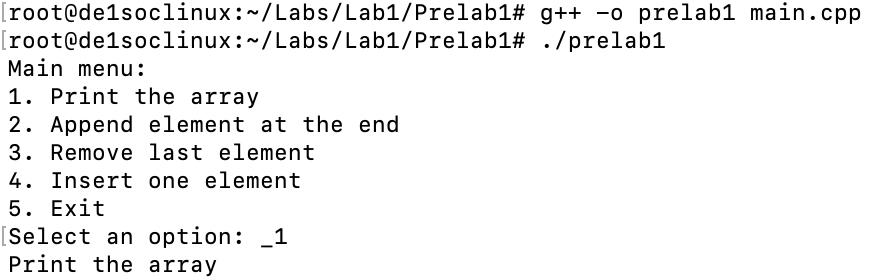 [root@de1soclinux:~/Labs/Lab1/Prelab1# g++ -o prelab1 main.cpp
[root@de1soclinux:~/Labs/Lab1/Prelab1# ./prelab1
Main menu:
1. Print the array
2. Append element at the end
3. Remove last element
4. Insert one element
5. Exit
[Select an option: _1
Print the array